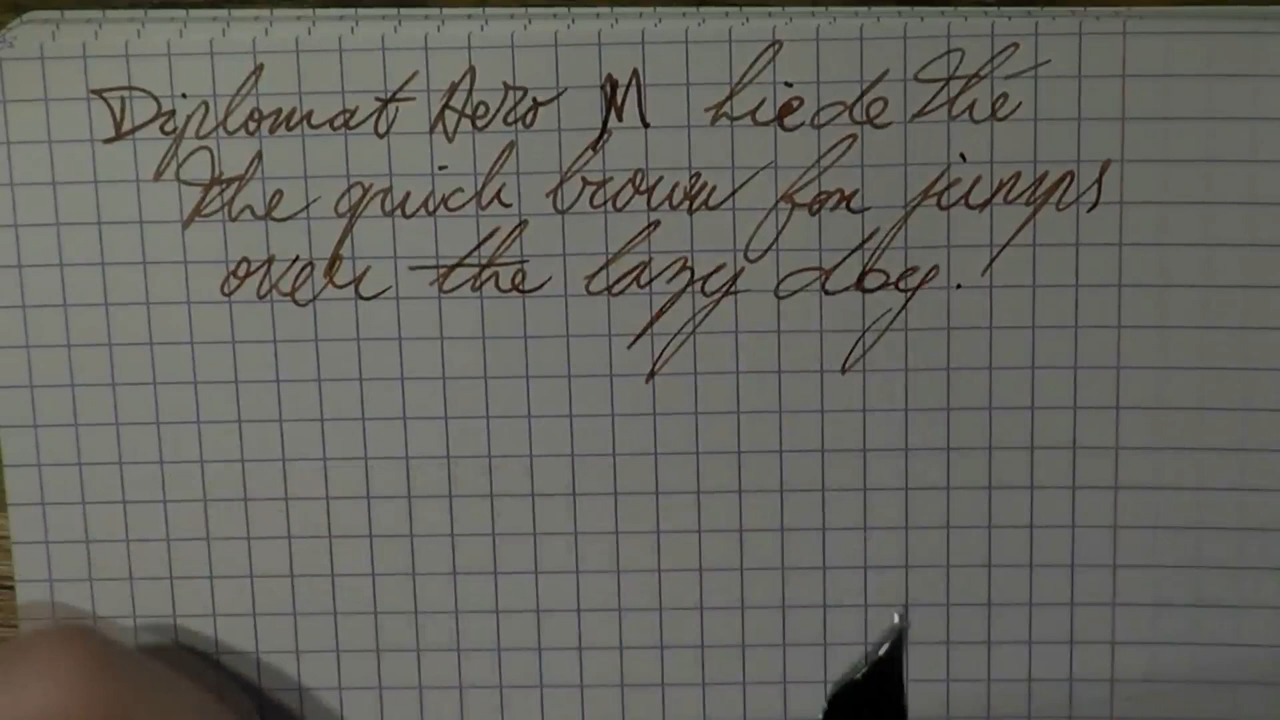 Diplomat Aero M Liede The
The quick brown fox jumps
over the lazy dog.